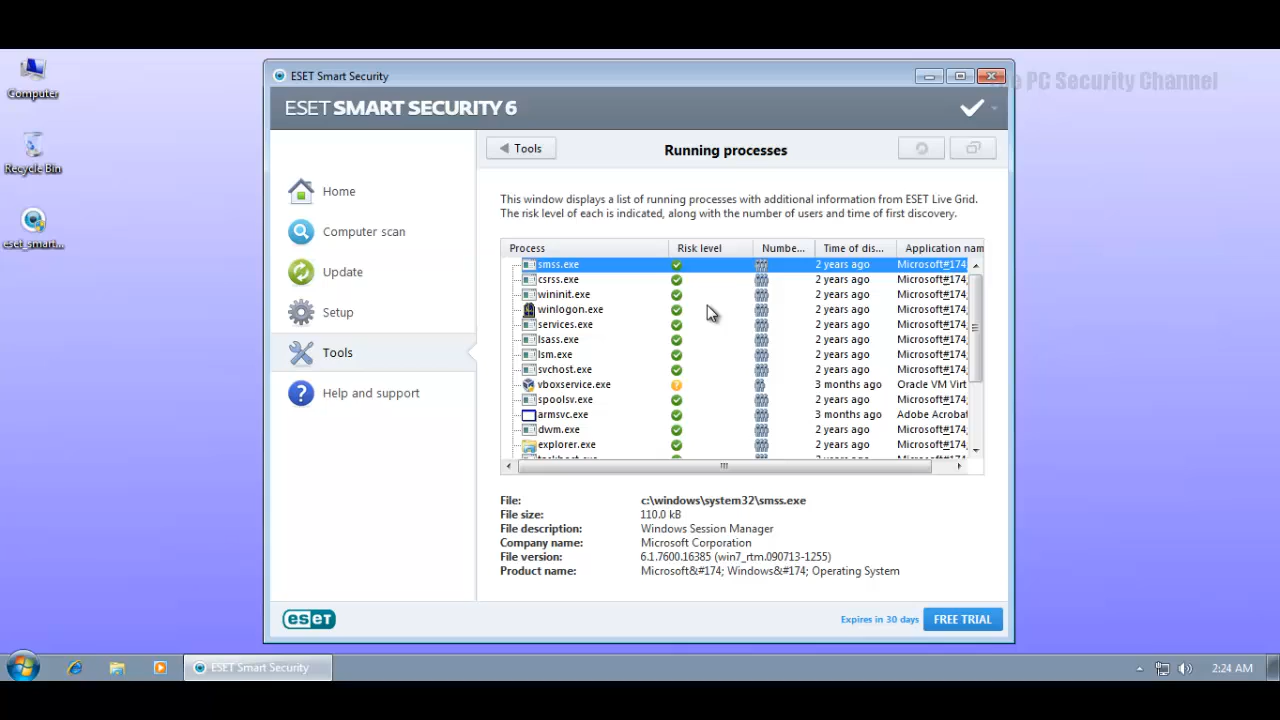 Computer
Recycle Bin
eset_smart...
ESET Smart Security
PC Security Channel
ESET SMART SECURITY 6
Home
Computer scan
Update
Setup
Tools
Help and support
Tools
Running processes
This window displays a list of running processes with additional information from ESET Live Grid.
The risk level of each is indicated, along with the number of users and time of first discovery.
Process Risk level Numbe... Time of dis... Application nam
smss.exe 2 years ago Microsoft&#174;
csrss.exe 2 years ago Microsoft&#174;
wininit.exe 2 years ago Microsoft&#174;
winlogon.exe 2 years ago Microsoft&#174;
services.exe 2 years ago Microsoft&#174;
lsass.exe 2 years ago Microsoft&#174;
lsm.exe 2 years ago Microsoft&#174;
svchost.exe 2 years ago Microsoft&#174;
vboxservice.exe 3 months ago Oracle VM Virt
spoolsv.exe 2 years ago Microsoft&#174;
armsvc.exe 3 months ago Adobe Acrobat
dwm.exe 2 years ago Microsoft&#174;
explorer.exe 2 years ago Microsoft&#174;
File: c:\windows\system32\smss.exe
File size: 110.0 kB
File description: Windows Session Manager
Company name: Microsoft Corporation
File version: 6.1.7600.16385 (win7_rtm.090713-1255)
Product name: Microsoft&#174; Windows&#174; Operating System
eseT
Expires in 30 days
FREE TRIAL
ESET Smart Security
2:24 AM